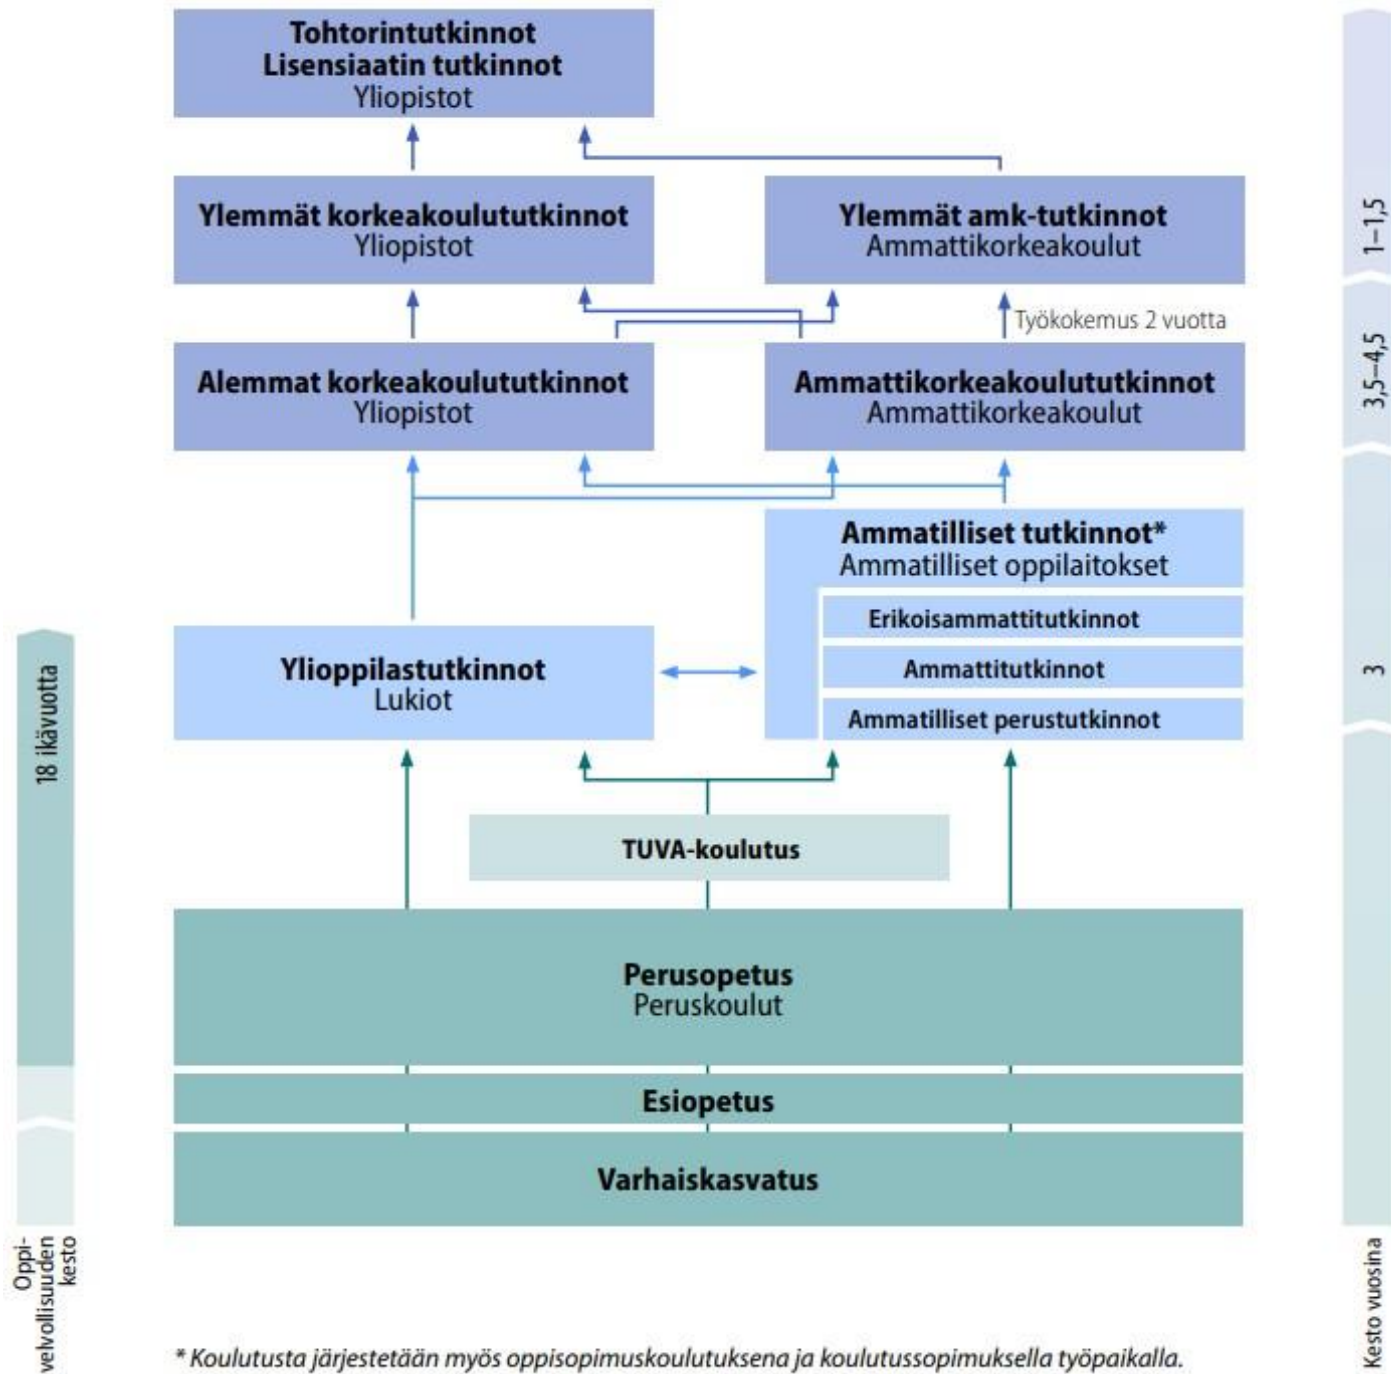 Tohtorintutkinnot
Lisensiaatin tutkinnot
Yliopistot
Ylemmät korkeakoulututkinnot
Yliopistot
Ylemmät amk-tutkinnot
Ammattikorkeakoulut
1–1,5
Työkokemus 2 vuotta
Alemmat korkeakoulututkinnot
Yliopistot
Ammattikorkeakoulututkinnot
Ammattikorkeakoulut
3,5–4,5
Ammatilliset tutkinnot*
Ammatilliset oppilaitokset
Erikoisammattitutkinnot
Ammattitutkinnot
Ammatilliset perustutkinnot
Ylioppilastutkinnot
Lukiot
3
18 ikävuotta
TUVA-koulutus
Perusopetus
Peruskoulut
Esiopetus
Varhaiskasvatus
Oppi-
velvollisuuden
kesto
Kesto vuosina
* Koulutusta järjestetään myös oppisopimuskoulutuksena ja koulutussopimuksella työpaikalla.